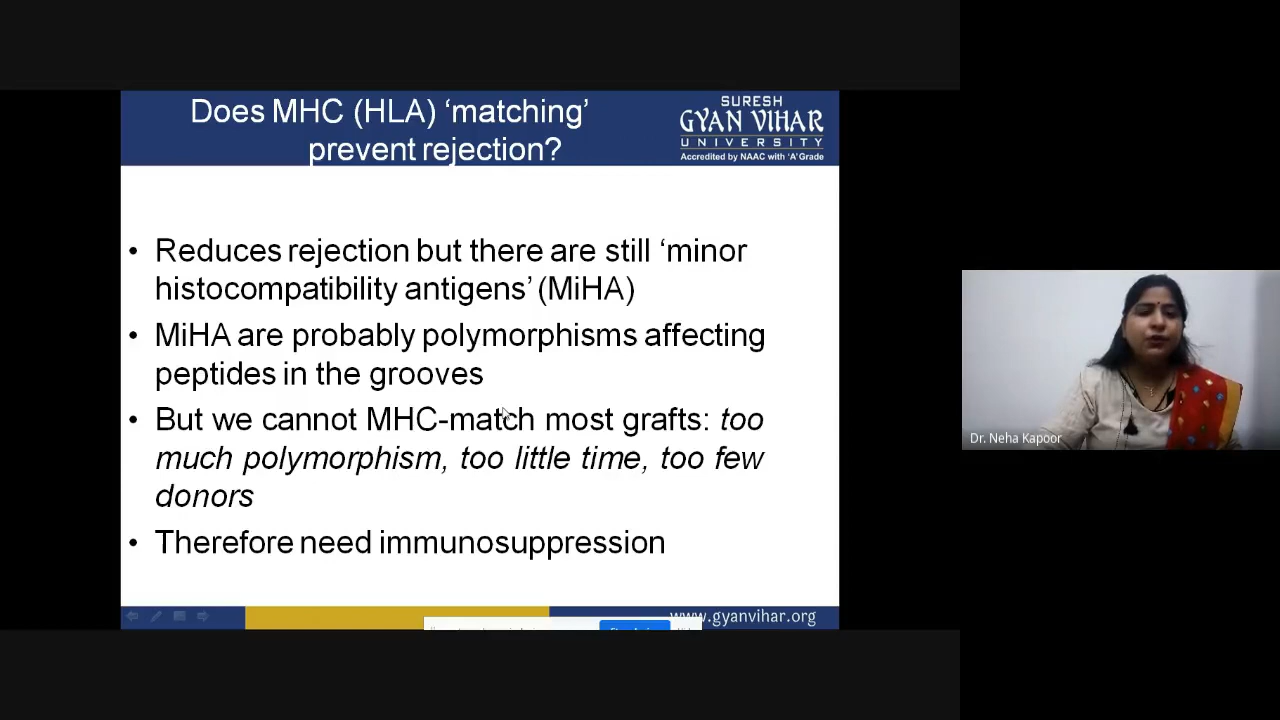 Does MHC (HLA) ‘matching’
prevent rejection?
SURESH
GYAN VIHAR
UNIVERSITY
Accredited by NAAC with ‘A’ Grade
• Reduces rejection but there are still ‘minor
histocompatibility antigens’ (MiHA)
• MiHA are probably polymorphisms affecting
peptides in the grooves
• But we cannot MHC-match most grafts: too
much polymorphism, too little time, too few
donors
• Therefore need immunosuppression
www.gyanvihar.org
Dr. Neha Kapoor